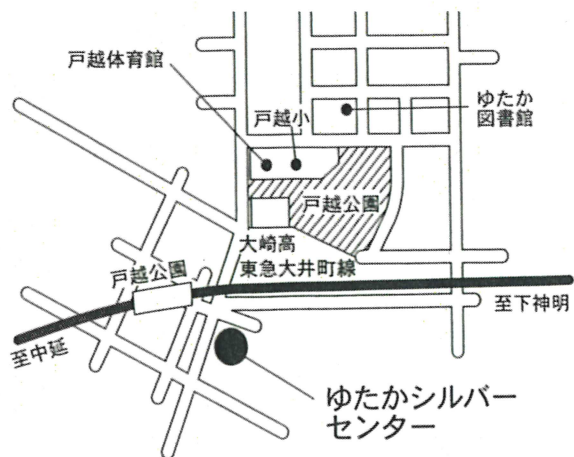 戸越体育館
戸越小
ゆたか
図書館
戸越公園
大崎高
東急大井町線
戸越公園
至下神明
至中延
ゆたかシルバー
センター